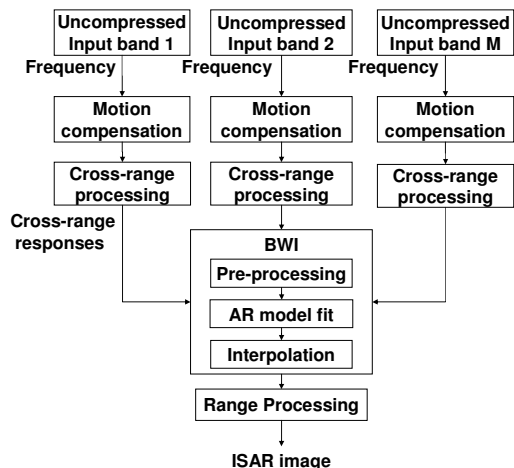 Uncompressed
Input band 1
Uncompressed
Input band 2
Uncompressed
Input band M
Frequency
Frequency
Frequency
Motion
compensation
Motion
compensation
Motion
compensation
Cross-range
processing
Cross-range
processing
Cross-range
processing
Cross-range
responses
BWI
Pre-processing
AR model fit
Interpolation
Range Processing
ISAR image